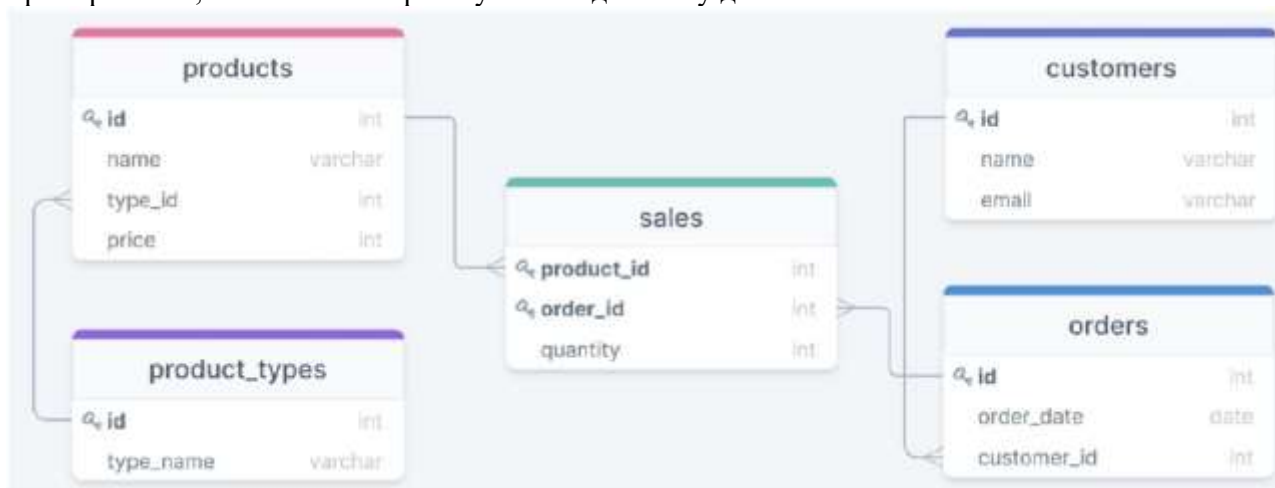 products
id int
name varchar
type_id int
price int
product_types
id int
type_name varchar
sales
product_id int
order_id int
quantity int
customers
id int
name varchar
email varchar
orders
id int
order_date date
customer_id int